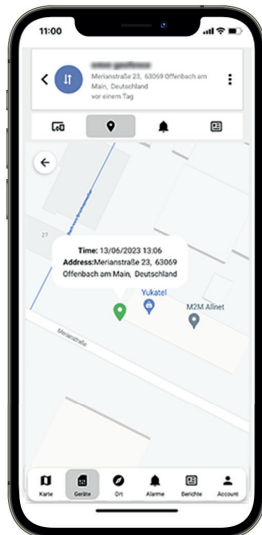 11:00
Merianstraße 23, 63069 Offenbach am
Main, Deutschland
vor einem Tag
27
Time: 13/06/2023 13:06
Address:Merianstraße 23, 63069
Offenbach am Main, Deutschland
Yukatel
M2M Allnet
Merianstraße
Karte
Geräte
Ort
Alarme
Berichte
Account